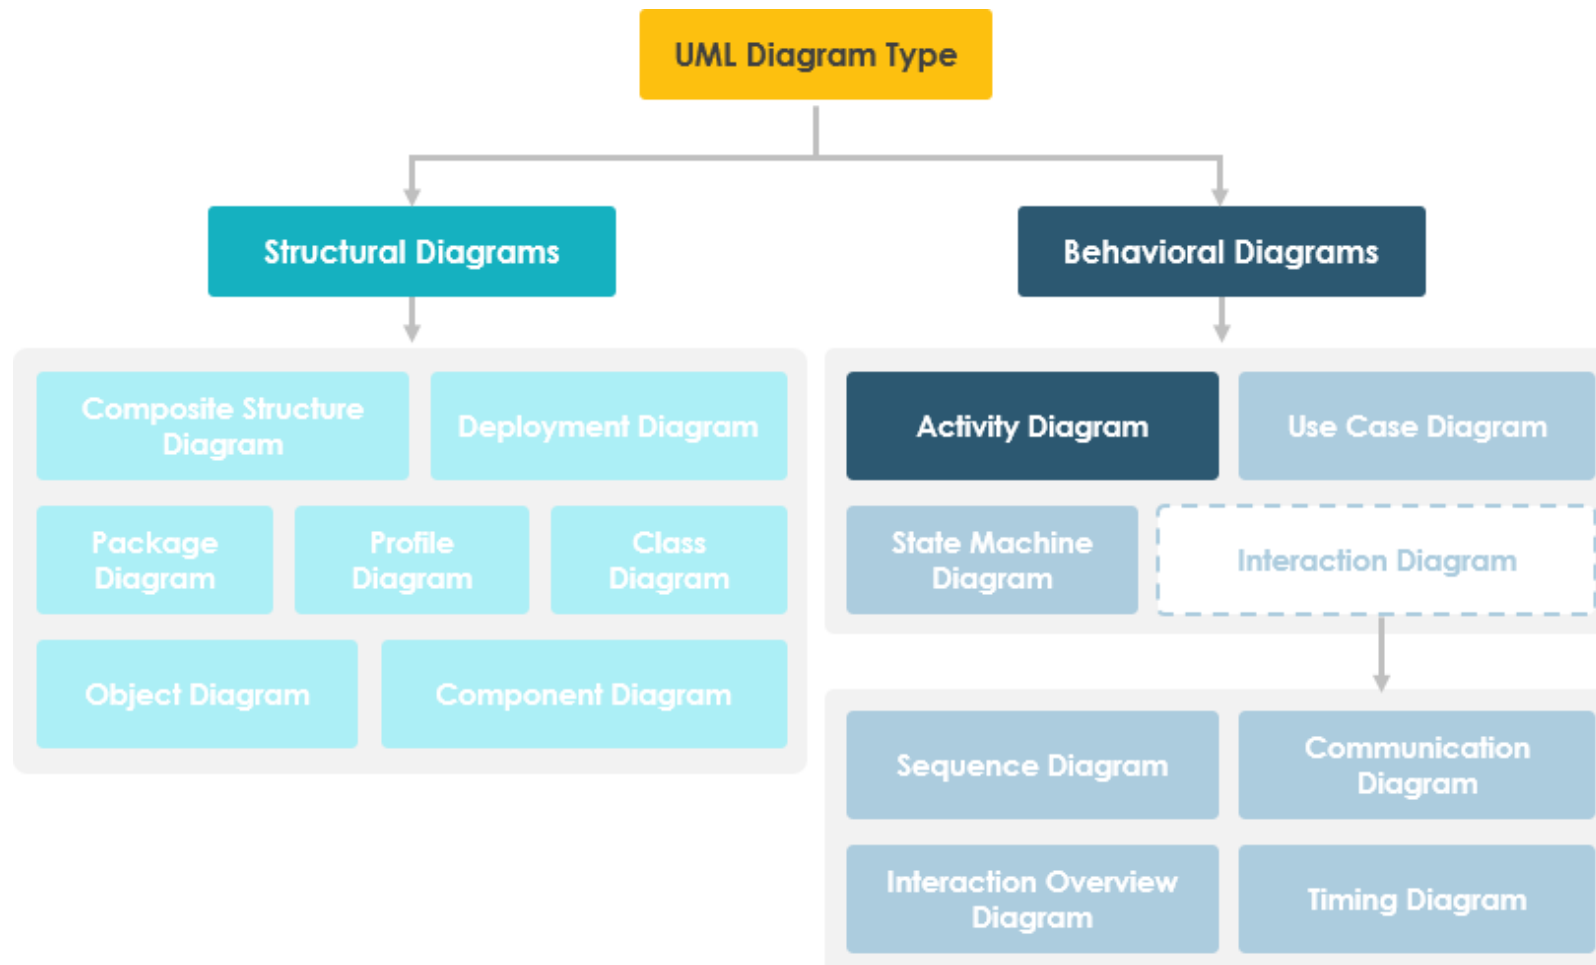 UML Diagram Type
Structural Diagrams
Behavioral Diagrams
Composite Structure
Diagram
Deployment Diagram
Package
Diagram
Profile
Diagram
Class
Diagram
Object Diagram
Component Diagram
Activity Diagram
Use Case Diagram
State Machine
Diagram
Interaction Diagram
Sequence Diagram
Communication
Diagram
Interaction Overview
Diagram
Timing Diagram